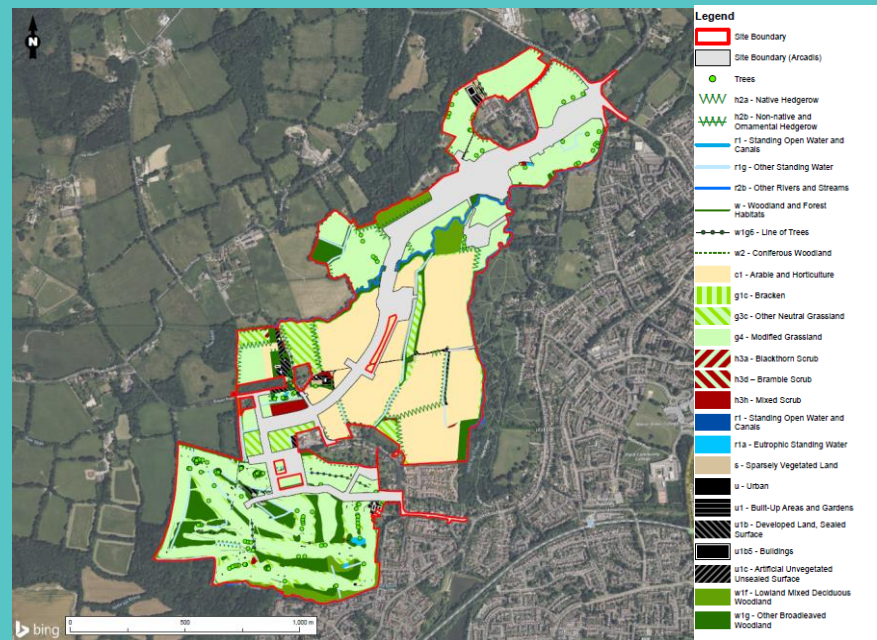 N
bing
0
500
1,000 m
Legend
Site Boundary
Site Boundary (Arcadis)
Trees
h2a - Native Hedgerow
h2b - Non-native and
Ornamental Hedgerow
r1 - Standing Open Water and
Canals
r1g - Other Standing Water
r2b - Other Rivers and Streams
w - Woodland and Forest
Habitats
w1g6 - Line of Trees
w2 - Coniferous Woodland
c1 - Arable and Horticulture
g1c - Bracken
g3c - Other Neutral Grassland
g4 - Modified Grassland
h3a - Blackthorn Scrub
h3d – Bramble Scrub
h3h - Mixed Scrub
r1 - Standing Open Water and
Canals
r1a - Eutrophic Standing Water
s - Sparsely Vegetated Land
u - Urban
u1 - Built-Up Areas and Gardens
u1b - Developed Land, Sealed
Surface
u1b5 - Buildings
u1c - Artificial Unvegetated
Unsealed Surface
w1f - Lowland Mixed Deciduous
Woodland
w1g - Other Broadleaved
Woodland